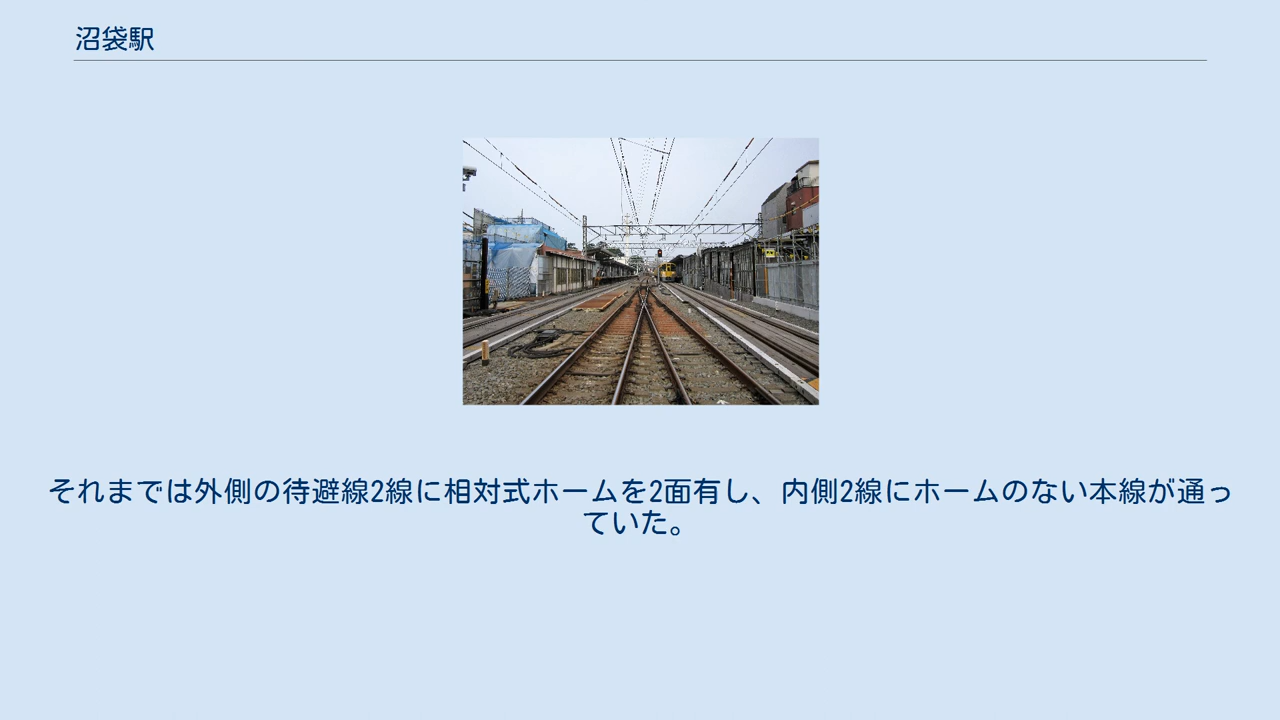 沼袋駅
それまでは外側の待避線2線に相対式ホームを2面有し、内側2線にホームのない本線が通っ
ていた。